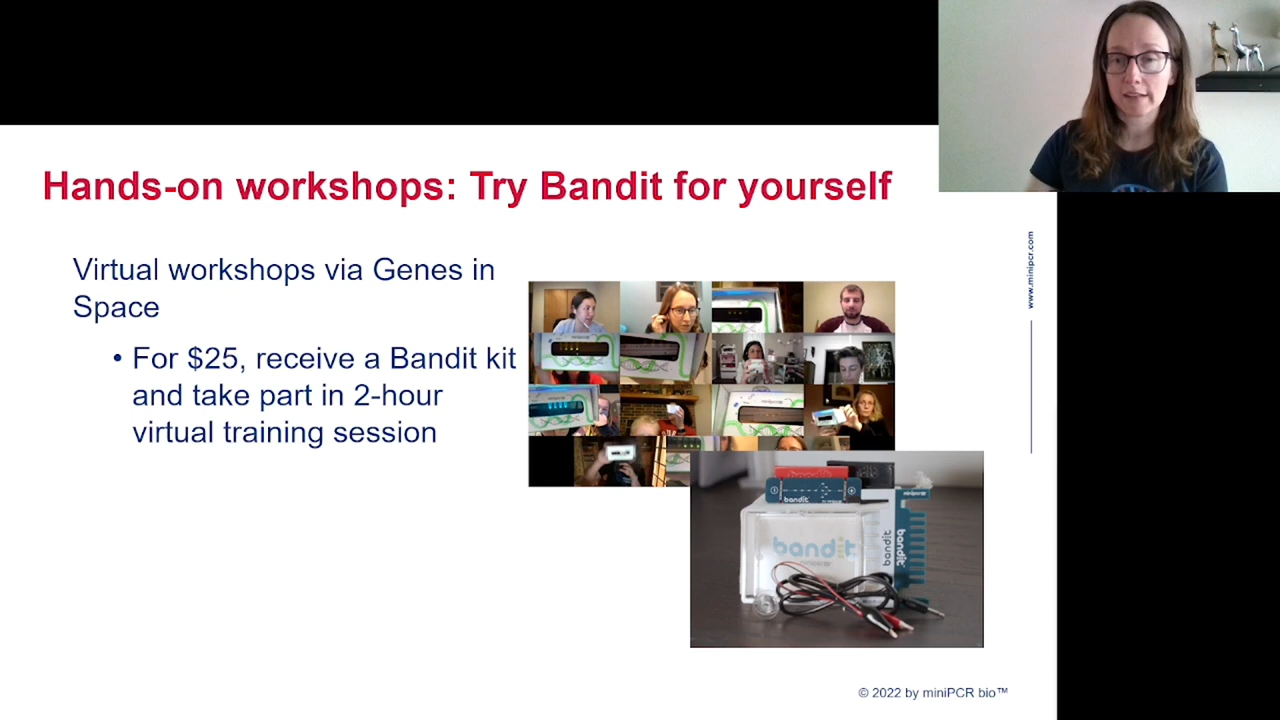 Hands-on workshops: Try Bandit for yourself
Virtual workshops via Genes in
Space
• For $25, receive a Bandit kit
and take part in 2-hour
virtual training session
www.minipcr.com
bandit
bandit
bandit
bandit
© 2022 by miniPCR bio™